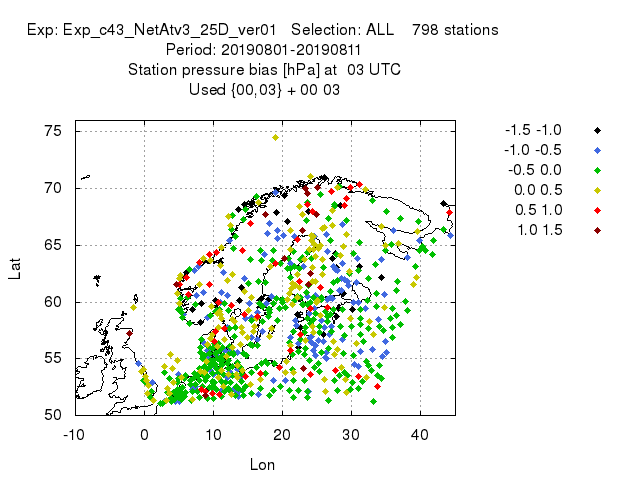 Exp: Exp_c43_NetAtv3_25D_ver01 Selection: ALL 798 stations
Period: 20190801-20190811
Station pressure bias [hPa] at 03 UTC
Used {00,03} + 00 03
-1.5 -1.0
-1.0 -0.5
-0.5 0.0
0.0 0.5
0.5 1.0
1.0 1.5
75
70
65
60
55
50
Lat
-10 0 10 20 30 40
Lon